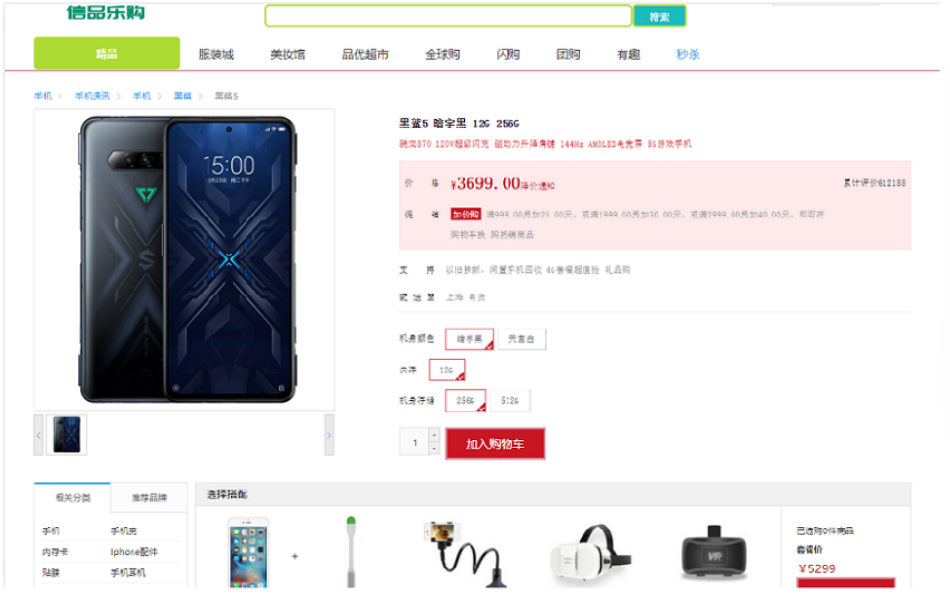 信品乐购
搜索
精品 服装城 美妆馆 品优超市 全球购 闪购 团购 有趣 秒杀
手机 > 手机通讯 > 手机 > 黑鲨 > 黑鲨5
黑鲨5 暗宇黑 12G 256G
骁龙870 120W超级闪充 磁动力升降肩键 144Hz AMOLED电竞屏 5G游戏手机
15:00
价 格 ¥3699.00 降价通知 累计评价612188
促 销 加价购 满999.00另加20.00元，或满1999.00另加30.00元，或满2999.00另加40.00元，即可在
购物车换 购热销商品
支 持 以旧换新，闲置手机回收 4G套餐超值抢 礼品购
配 送 至 上海 有货
机身颜色 暗宇黑 天宫白
内存 12G
机身存储 256G 512G
1 加入购物车
相关分类 推荐品牌 选择搭配
手机 手机壳
内存卡 Iphone配件
贴膜 手机耳机
+
VR
已选购0件商品
套餐价
￥5299